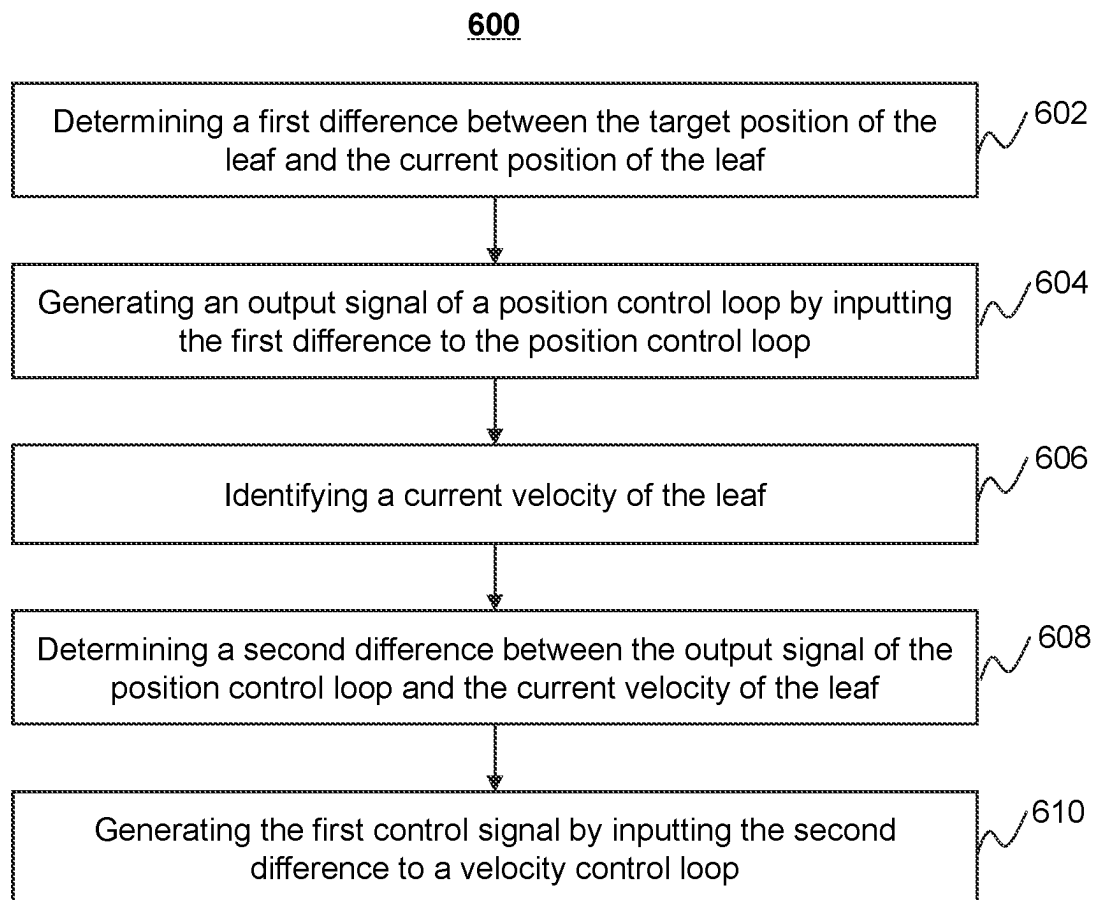 600
Determining a first difference between the target position of the
leaf and the current position of the leaf
602
Generating an output signal of a position control loop by inputting
the first difference to the position control loop
604
Identifying a current velocity of the leaf
606
Determining a second difference between the output signal of the
position control loop and the current velocity of the leaf
608
Generating the first control signal by inputting the second
difference to a velocity control loop
610